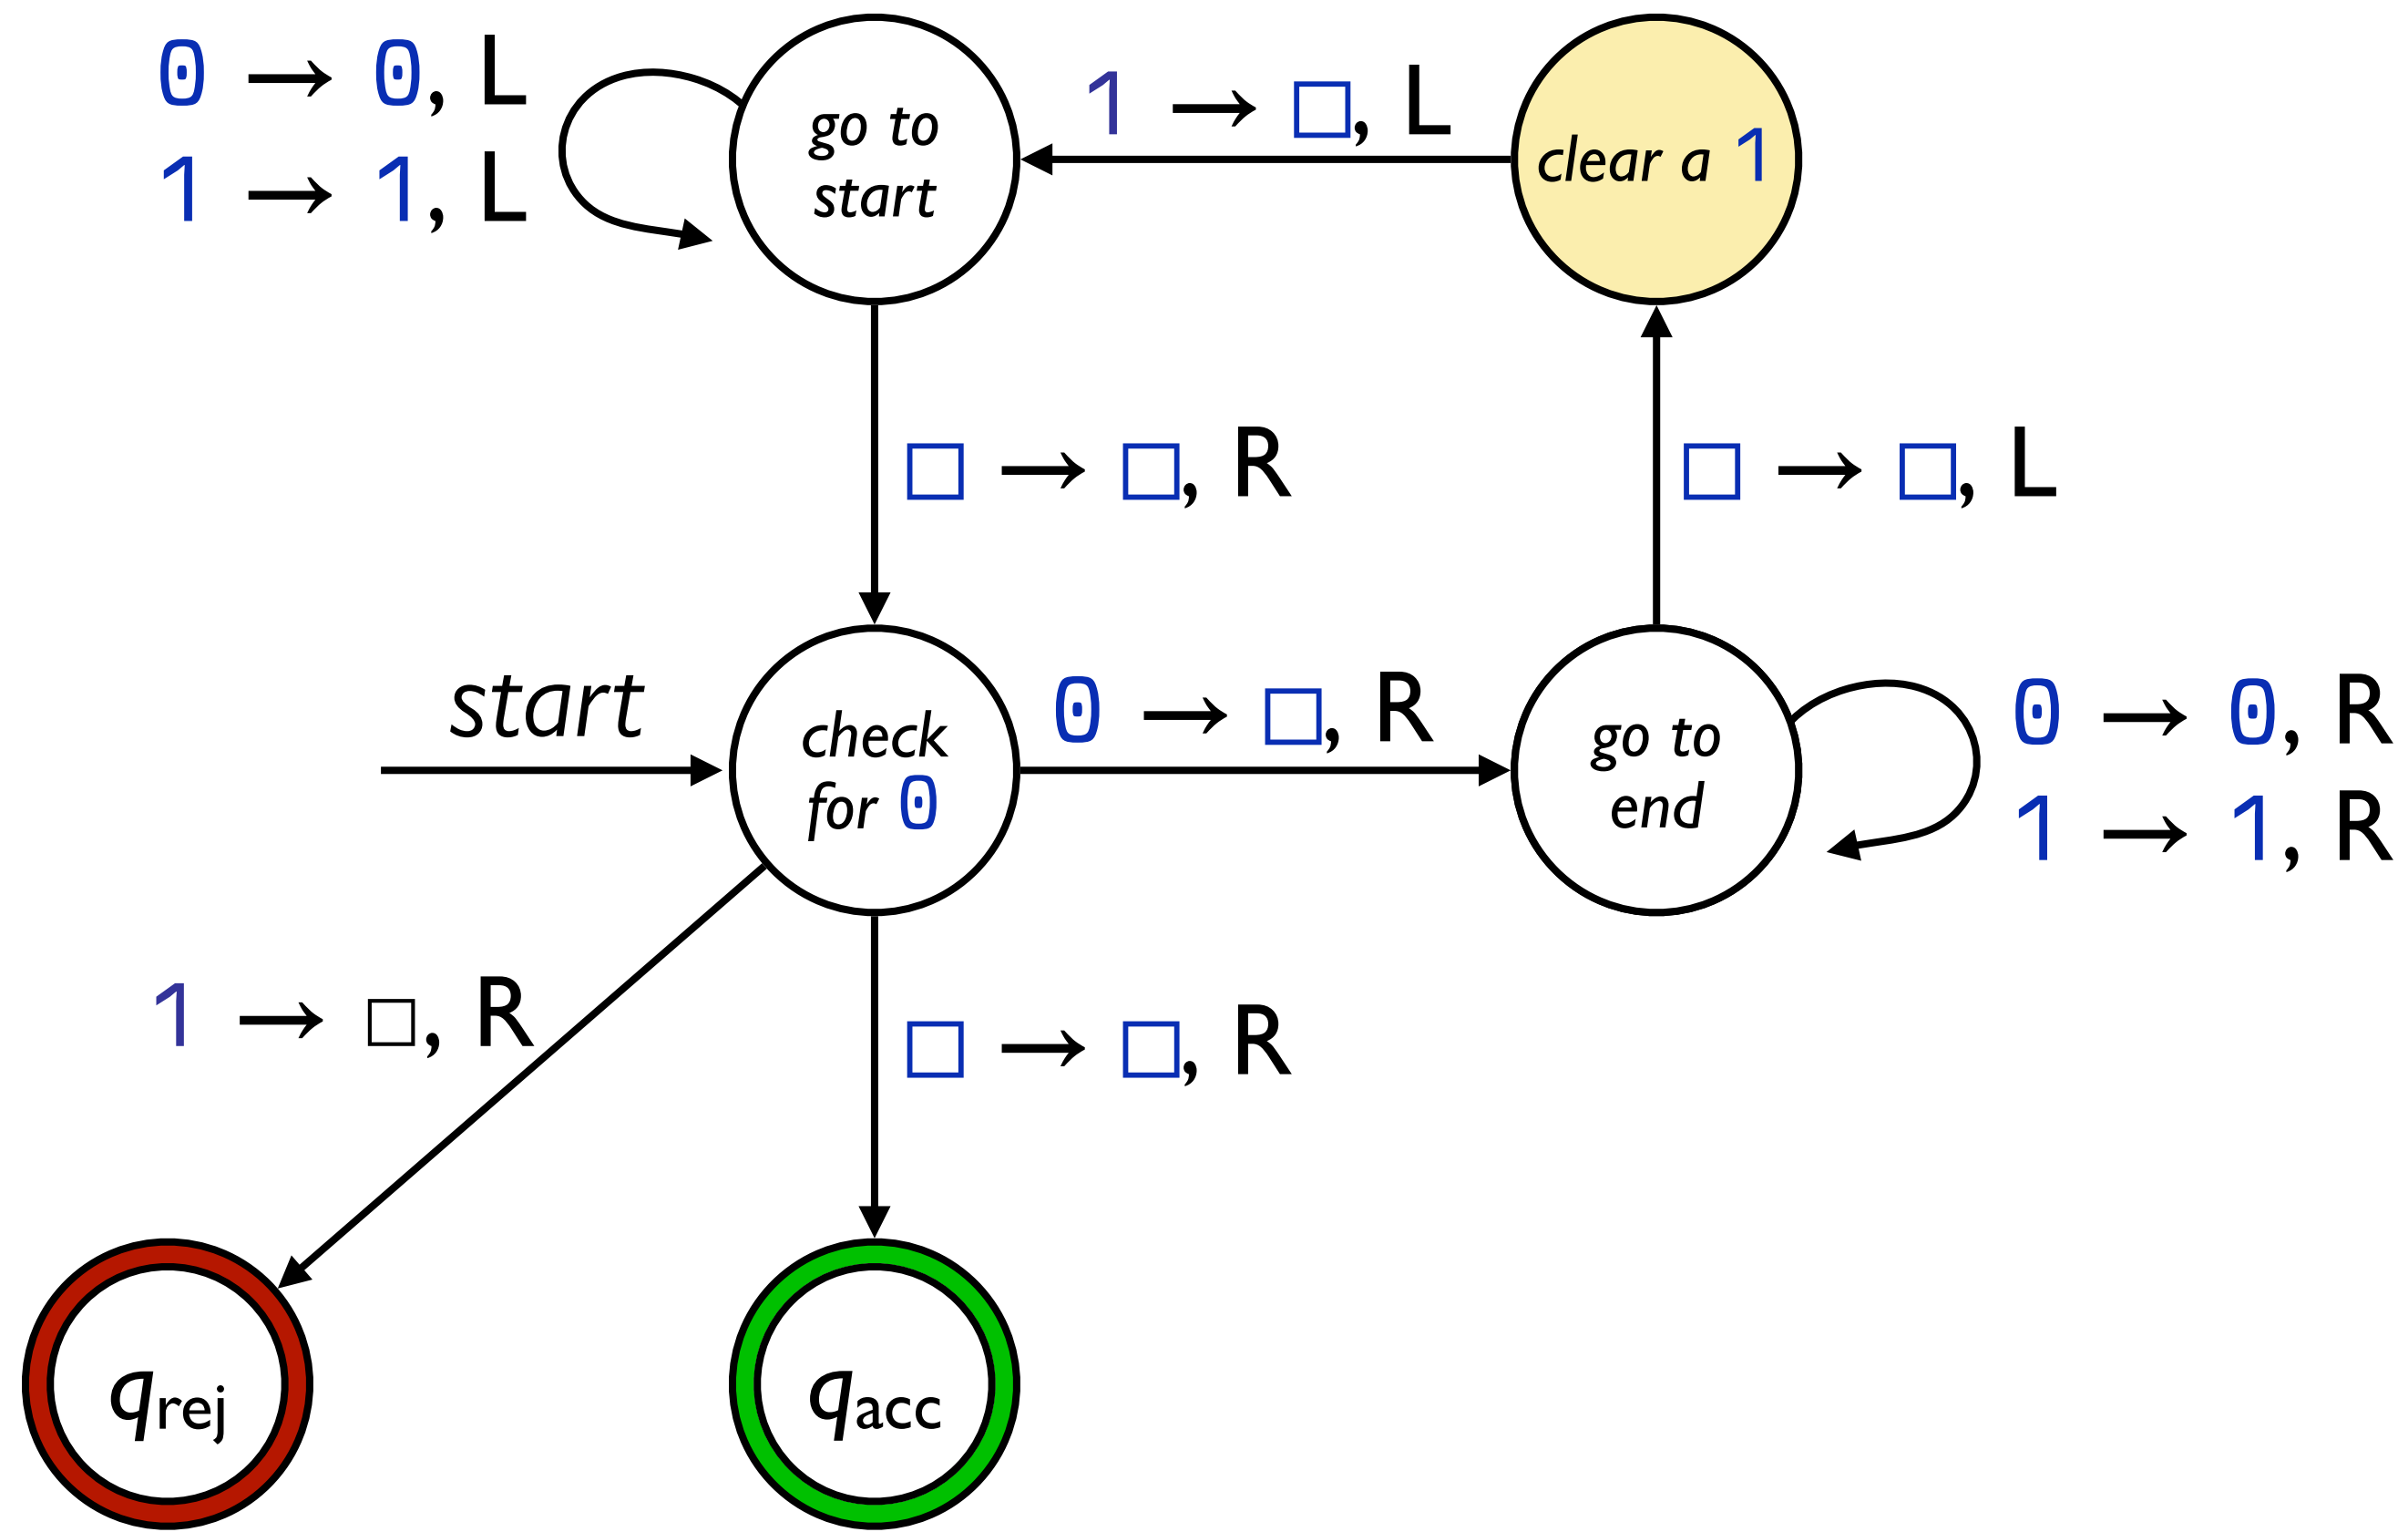 0 → 0, L
1 → 1, L
go to
start
1 → □, L
clear a 1
□ → □, R
□ → □, L
start
check
for 0
0 → □, R
go to
end
0 → 0, R
1 → 1, R
1 → □, R
□ → □, R
qrej
qacc